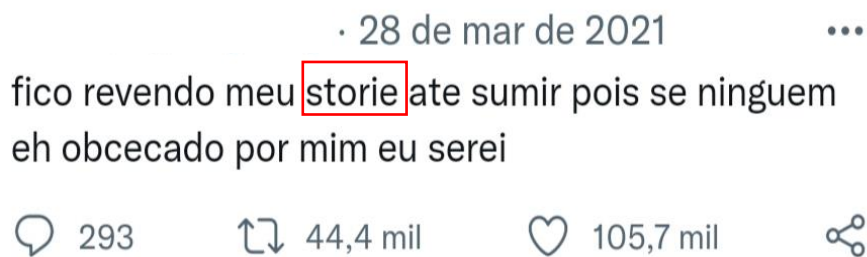 · 28 de mar de 2021
fico revendo meu storie ate sumir pois se ninguem
eh obcecado por mim eu serei
293 44,4 mil 105,7 mil